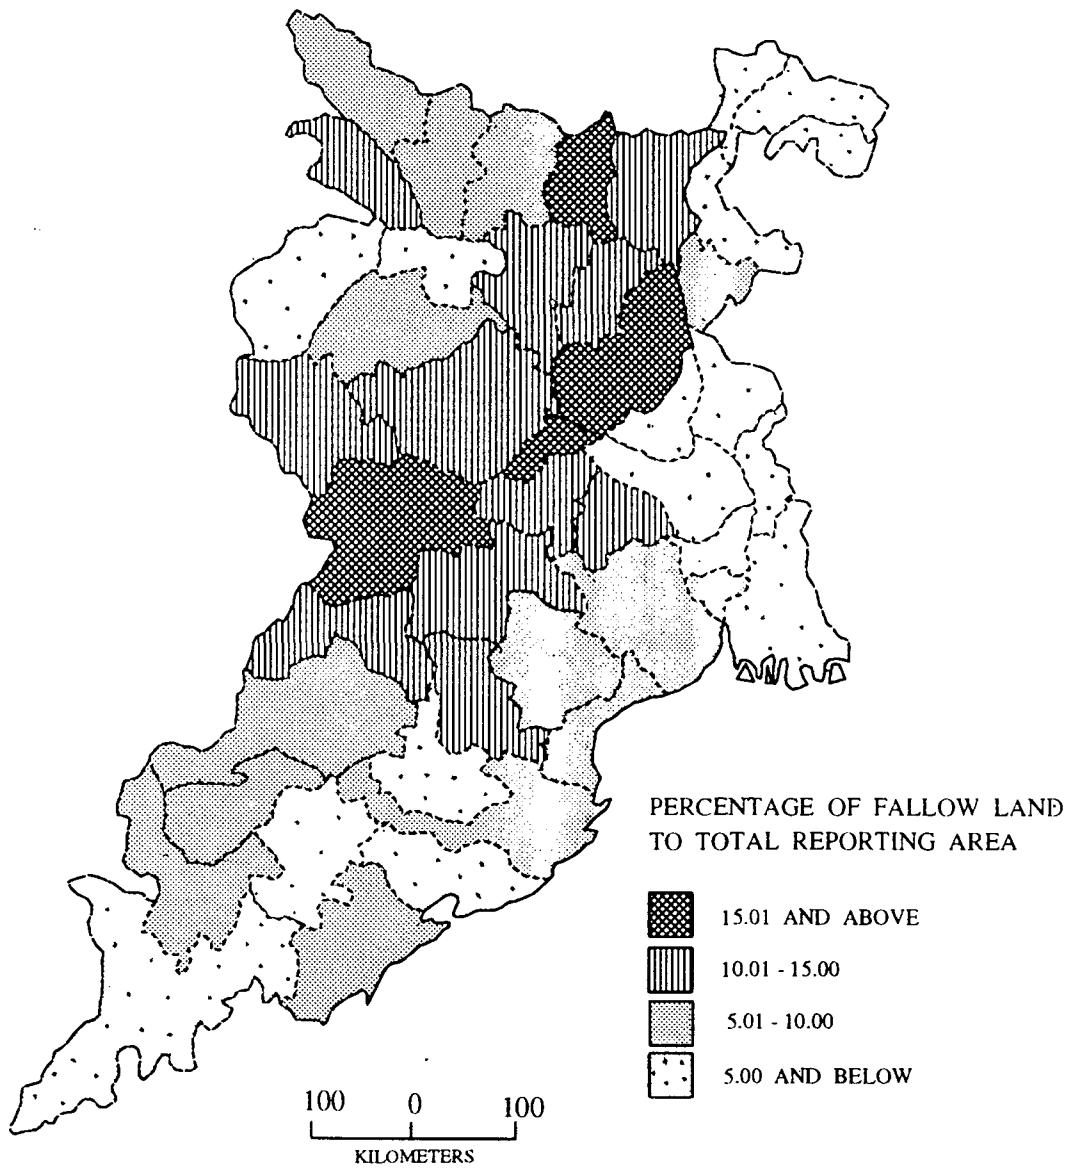 PERCENTAGE OF FALLOW LAND
TO TOTAL REPORTING AREA
15.01 AND ABOVE
10.01 - 15.00
5.01 - 10.00
5.00 AND BELOW
100 0 100
KILOMETERS